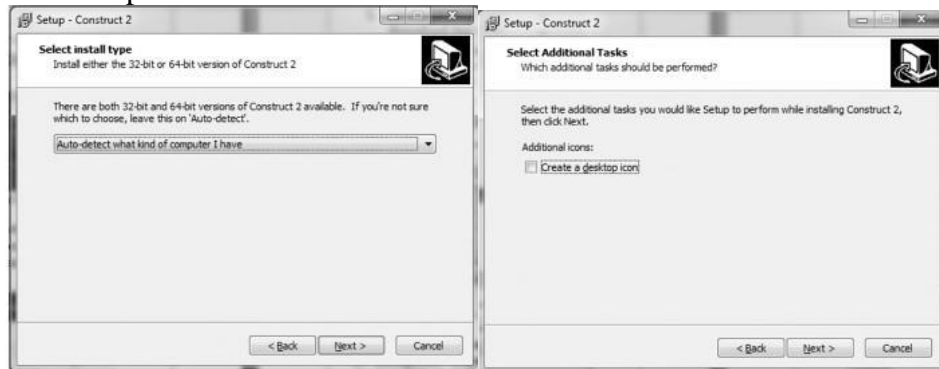 Setup - Construct 2
Select install type
Install either the 32-bit or 64-bit version of Construct 2
There are both 32-bit and 64-bit versions of Construct 2 available. If you're not sure
which to choose, leave this on 'Auto-detect'.
Auto-detect what kind of computer I have
< Back
Next >
Cancel
Setup - Construct 2
Select Additional Tasks
Which additional tasks should be performed?
Select the additional tasks you would like Setup to perform while installing Construct 2,
then click Next.
Additional icons:
Create a desktop icon
< Back
Next >
Cancel